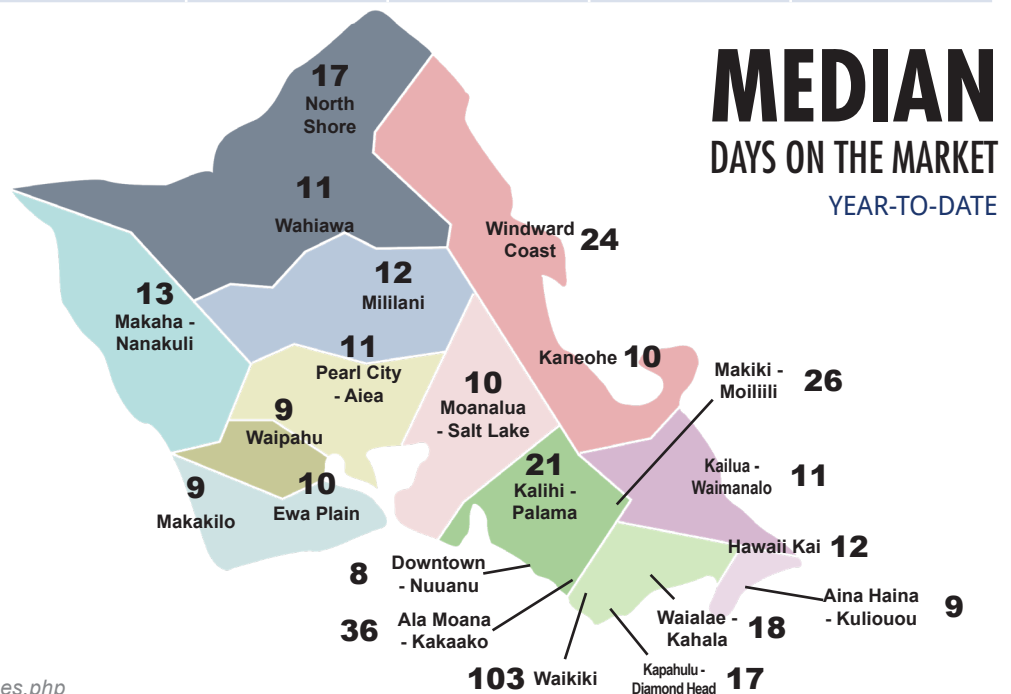 MEDIAN
DAYS ON THE MARKET
YEAR-TO-DATE
17
North
Shore
11
Wahiawa
Windward
Coast
24
12
Mililani
13
Makaha -
Nanakuli
11
Pearl City
- Aiea
Kaneohe 10
Makiki -
Moiliili
26
10
Moanalua
- Salt Lake
9
Waipahu
21
Kalihi -
Palama
Kailua -
Waimanalo
11
9
Makakilo
10
Ewa Plain
Hawaii Kai 12
8
Downtown
- Nuuanu
Aina Haina
- Kuliouou
9
36
Ala Moana
- Kakaako
Waialae -
Kahala
18
103 Waikiki
Kapahulu -
Diamond Head
17
es.php